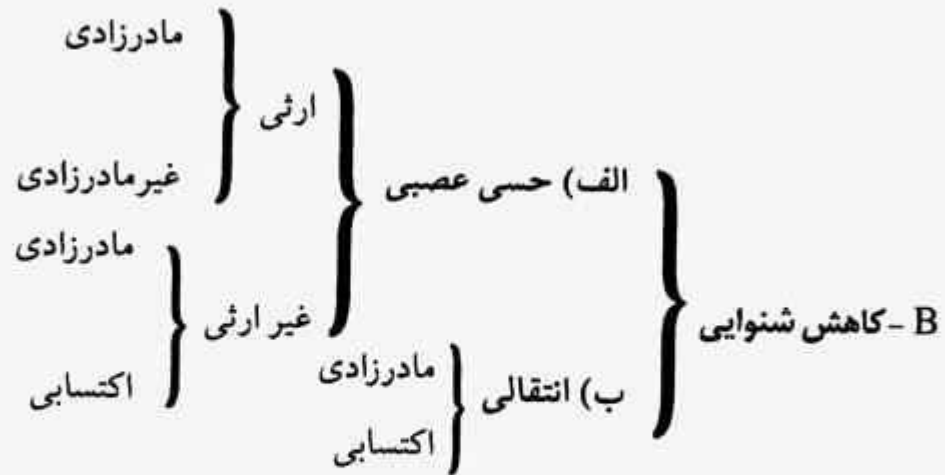 B - کاهش شنوایی
الف) حسی عصبی
ارثی
مادرزادی
غیرمادرزادی
غیر ارثی
مادرزادی
اکتسابی
ب) انتقالی
مادرزادی
اکتسابی